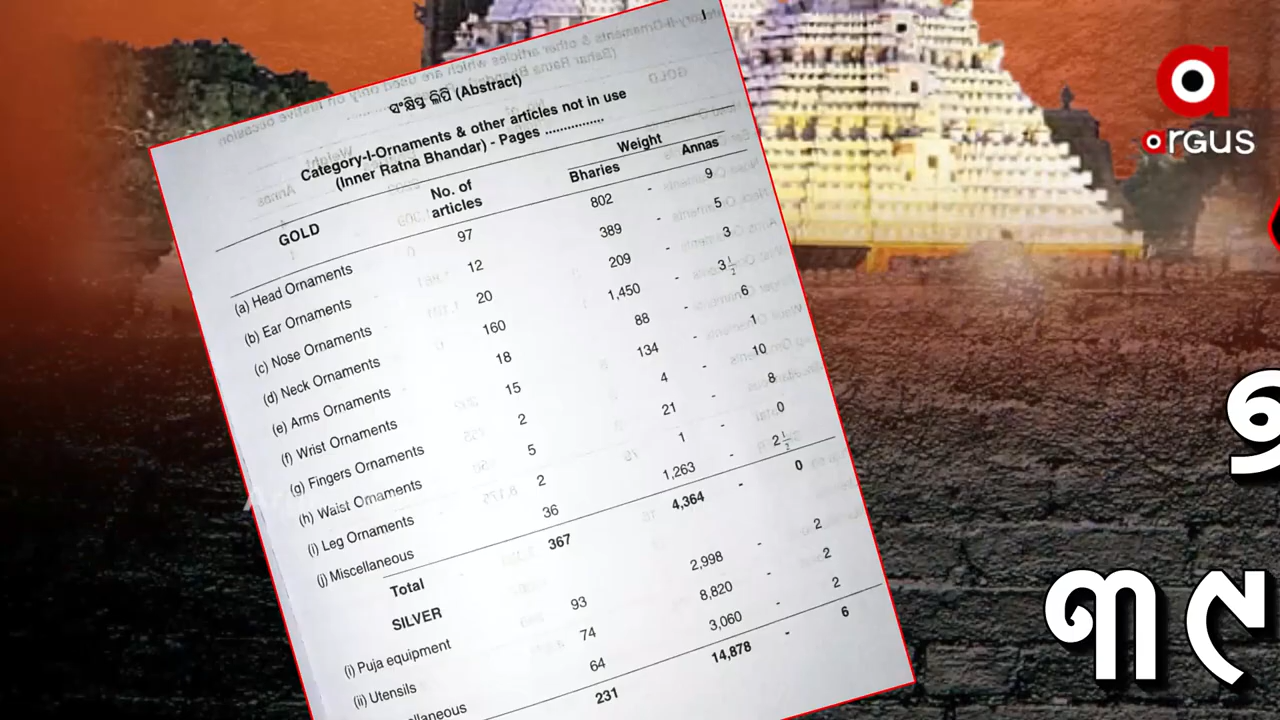 ସଂକ୍ଷିପ୍ତ ଲିପି (Abstract)
Category-I-Ornaments & other articles not in use
(Inner Ratna Bhandar) - Pages ...............
Weight
GOLD No. of articles Bharies Annas
(a) Head Ornaments 97 802 - 9
(b) Ear Ornaments 12 389 - 5
(c) Nose Ornaments 20 209 - 3
(d) Neck Ornaments 160 1,450 - 3½
(e) Arms Ornaments 18 88 - 6
(f) Wrist Ornaments 15 134 - 1
(g) Fingers Ornaments 2 4 - 10
(h) Waist Ornaments 5 21 - 8
(i) Leg Ornaments 2 1 - 0
(j) Miscellaneous 36 1,263 - 2½
Total 367 4,364 - 0
SILVER
(i) Puja equipment 93 2,998 - 2
(ii) Utensils 74 8,820 - 2
ellaneous 64 3,060 - 2
231 14,878 - 6
argus